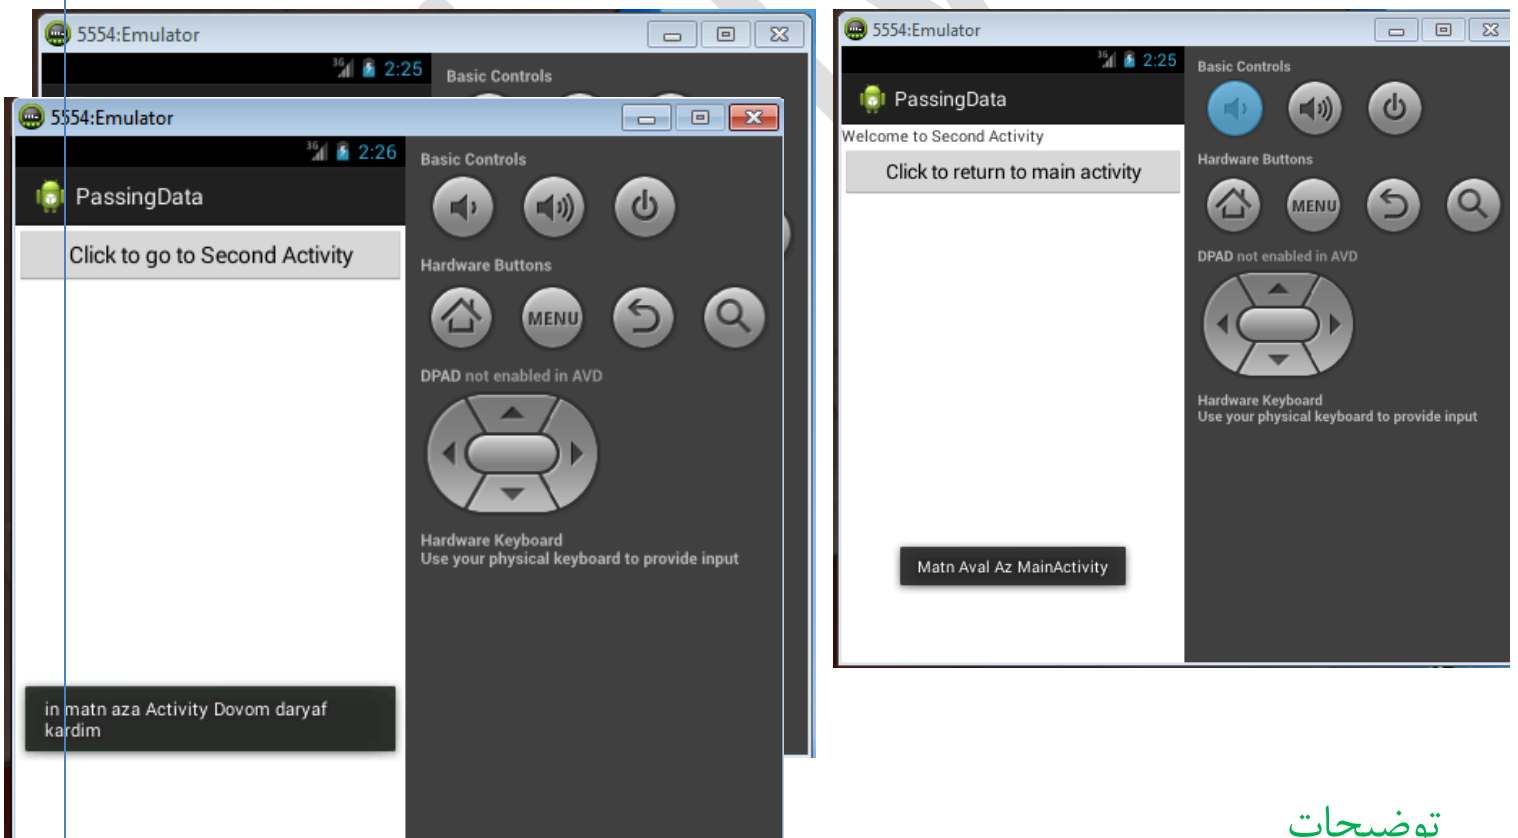 5554:Emulator
3G 2:25
Basic Controls
5554:Emulator
3G 2:26
PassingData
Click to go to Second Activity
in matn aza Activity Dovom daryaf
kardim
Basic Controls
Hardware Buttons
MENU
DPAD not enabled in AVD
Hardware Keyboard
Use your physical keyboard to provide input
5554:Emulator
3G 2:25
PassingData
Welcome to Second Activity
Click to return to main activity
Matn Aval Az MainActivity
Basic Controls
Hardware Buttons
MENU
DPAD not enabled in AVD
Hardware Keyboard
Use your physical keyboard to provide input
توضیحات